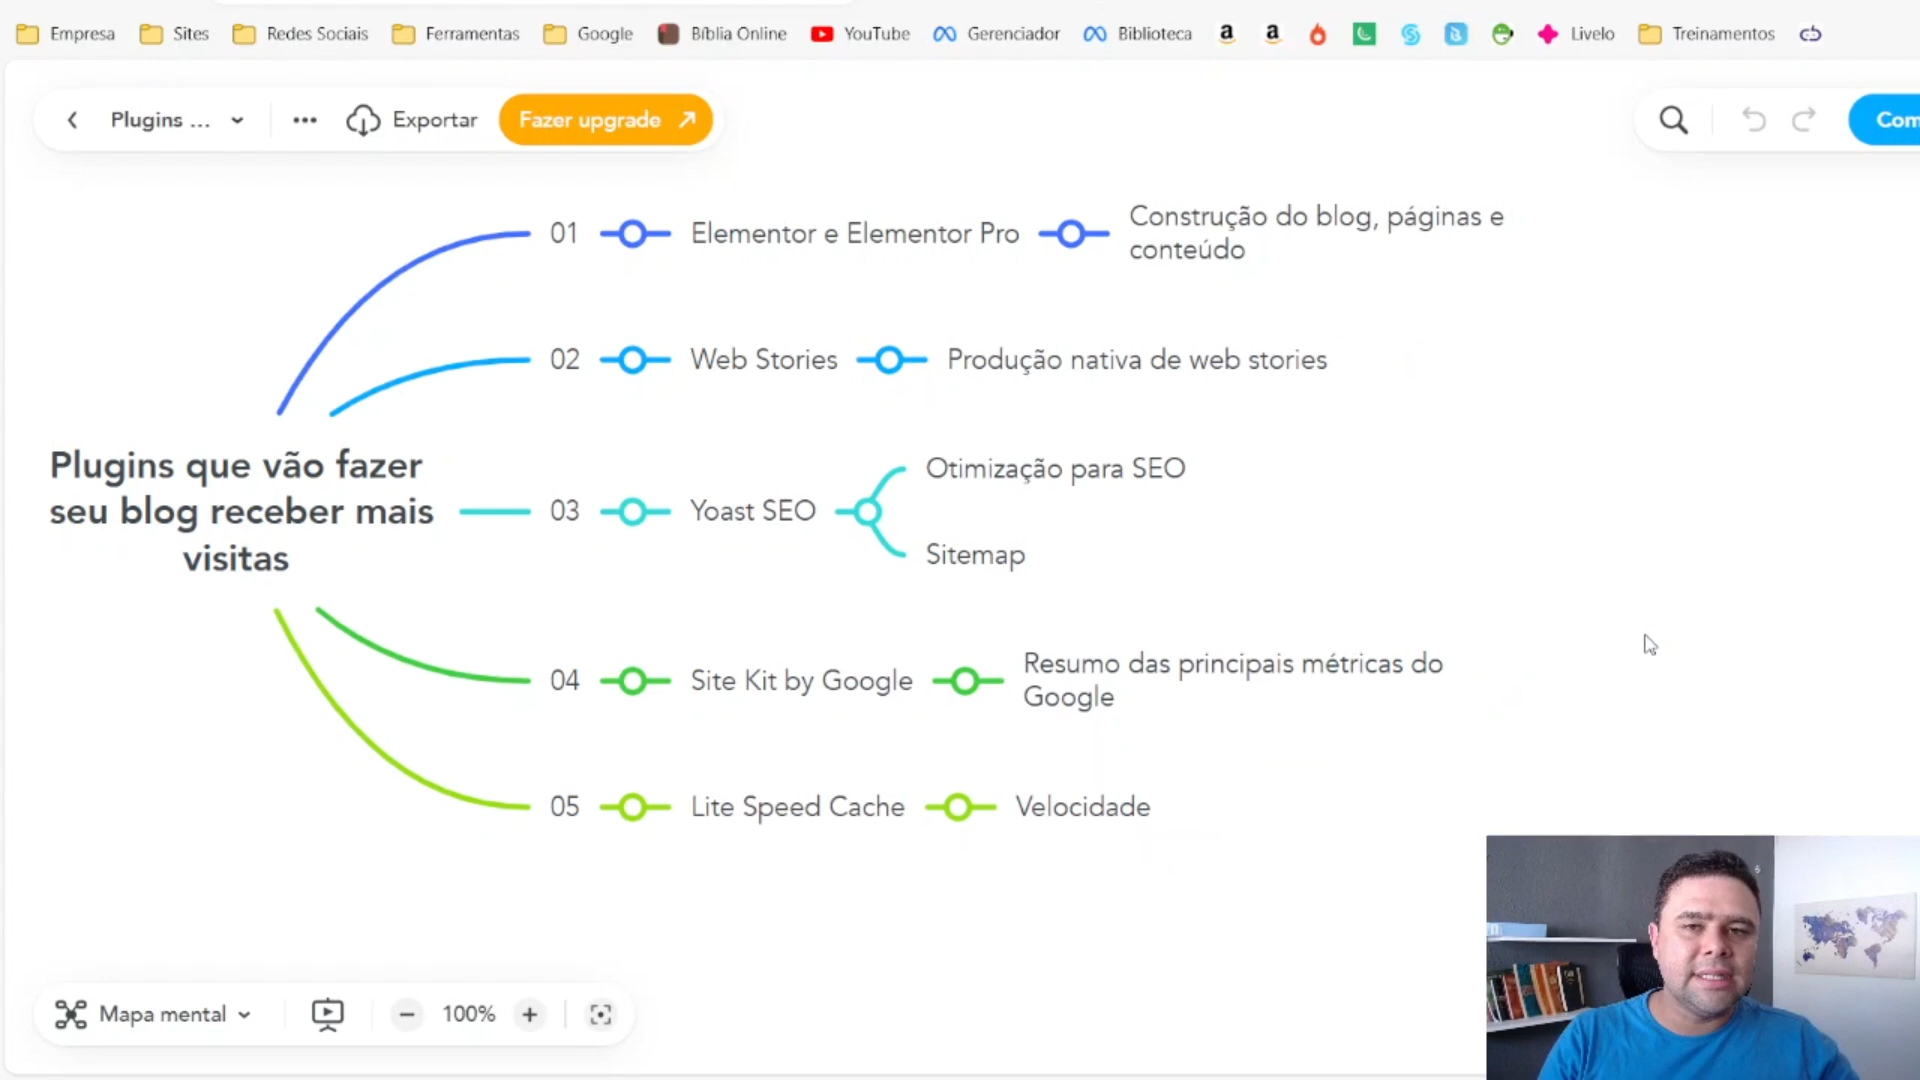 Empresa Sites Redes Sociais Ferramentas Google Bíblia Online YouTube Gerenciador Biblioteca Livelo Treinamentos
Plugins ... Exportar Fazer upgrade Com
01 Elementor e Elementor Pro Construção do blog, páginas e
conteúdo
02 Web Stories Produção nativa de web stories
Plugins que vão fazer
seu blog receber mais
visitas
03 Yoast SEO
Otimização para SEO
Sitemap
04 Site Kit by Google Resumo das principais métricas do
Google
05 Lite Speed Cache Velocidade
Mapa mental 100%